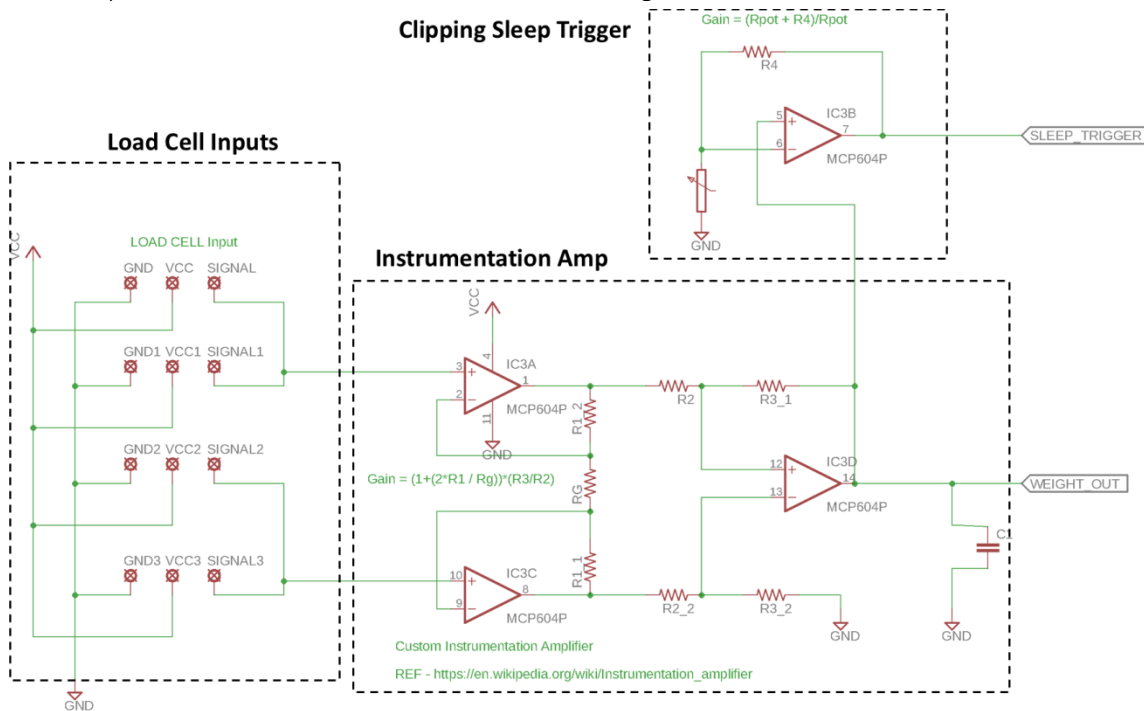 Clipping Sleep Trigger
Gain = (Rpot + R4)/Rpot
R4
IC3B
5
6
7
MCP604P
SLEEP_TRIGGER
GND
Load Cell Inputs
VCC
LOAD CELL Input
GND VCC SIGNAL
GND1 VCC1 SIGNAL1
GND2 VCC2 SIGNAL2
GND3 VCC3 SIGNAL3
GND
Instrumentation Amp
VCC
4
IC3A
3
2
1
MCP604P
11
GND
R1_2
R2
R3_1
Gain = (1+(2*R1 / Rg))*(R3/R2)
RG
12
13
IC3D
14
MCP604P
WEIGHT_OUT
C1
R1_1
10
9
IC3C
8
MCP604P
R2_2
R3_2
GND
GND
Custom Instrumentation Amplifier
REF - https://en.wikipedia.org/wiki/Instrumentation_amplifier